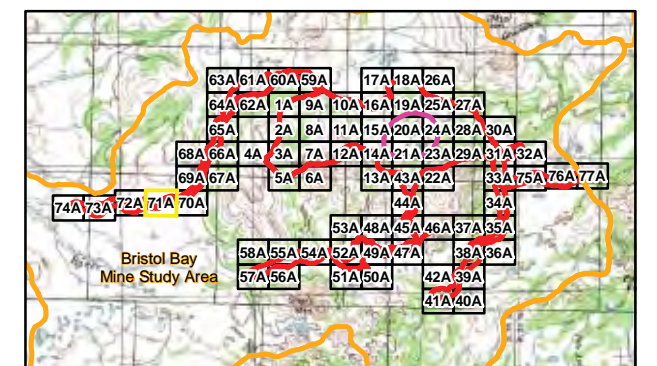 63A 61A 60A 59A 17A 18A 26A
64A 62A 1A 9A 10A 16A 19A 25A 27A
65A 2A 8A 11A 15A 20A 24A 28A 30A
68A 66A 4A 3A 7A 12A 14A 21A 23A 29A 31A 32A
69A 67A 5A 6A 13A 43A 22A 33A 75A 76A 77A
74A 73A 72A 71A 70A 44A 34A
53A 48A 45A 46A 37A 35A
58A 55A 54A 52A 49A 47A 38A 36A
57A 56A 51A 50A 42A 39A
41A 40A
Bristol Bay
Mine Study Area